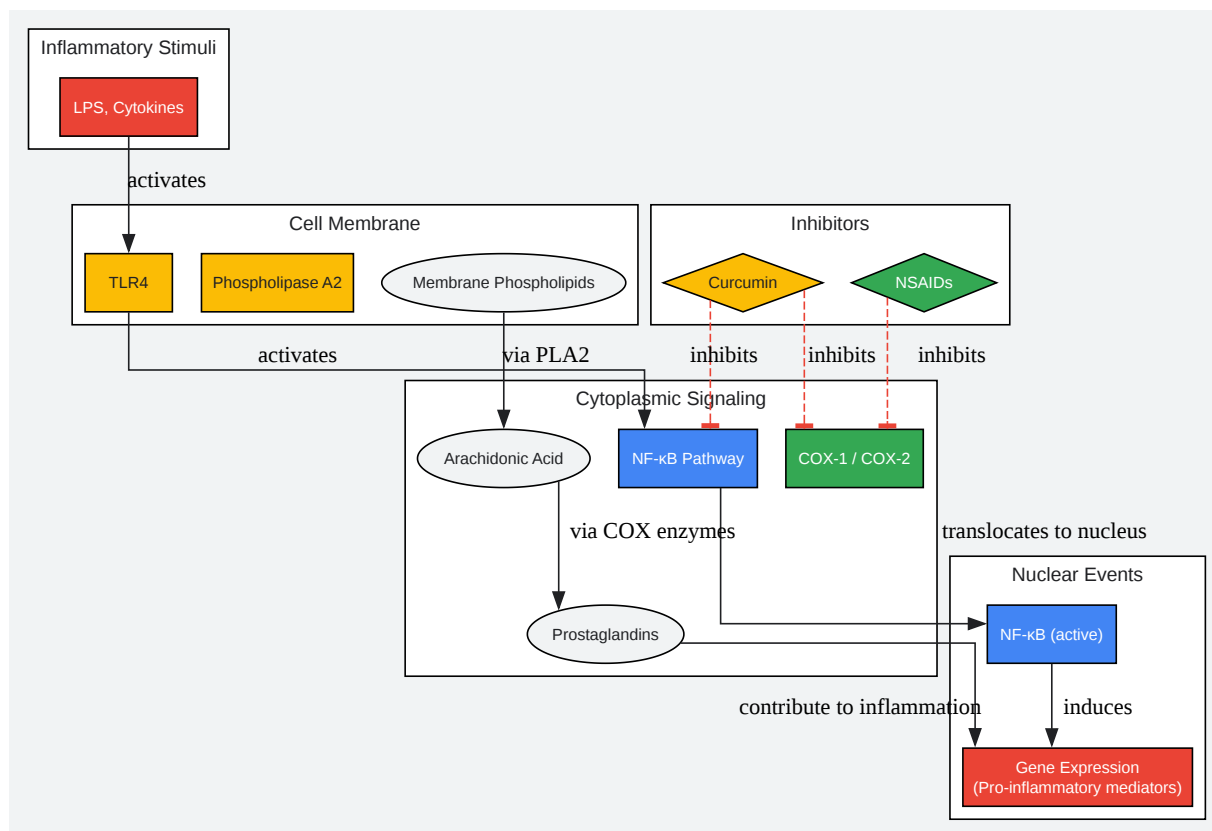 Inflammatory Stimuli
LPS, Cytokines
activates
Cell Membrane
TLR4
Phospholipase A2
Membrane Phospholipids
Inhibitors
Curcumin
NSAIDs
activates
via PLA2
inhibits
inhibits
inhibits
Cytoplasmic Signaling
Arachidonic Acid
NF-κB Pathway
COX-1 / COX-2
via COX enzymes
translocates to nucleus
Nuclear Events
Prostaglandins
NF-κB (active)
contribute to inflammation
induces
Gene Expression
(Pro-inflammatory mediators)